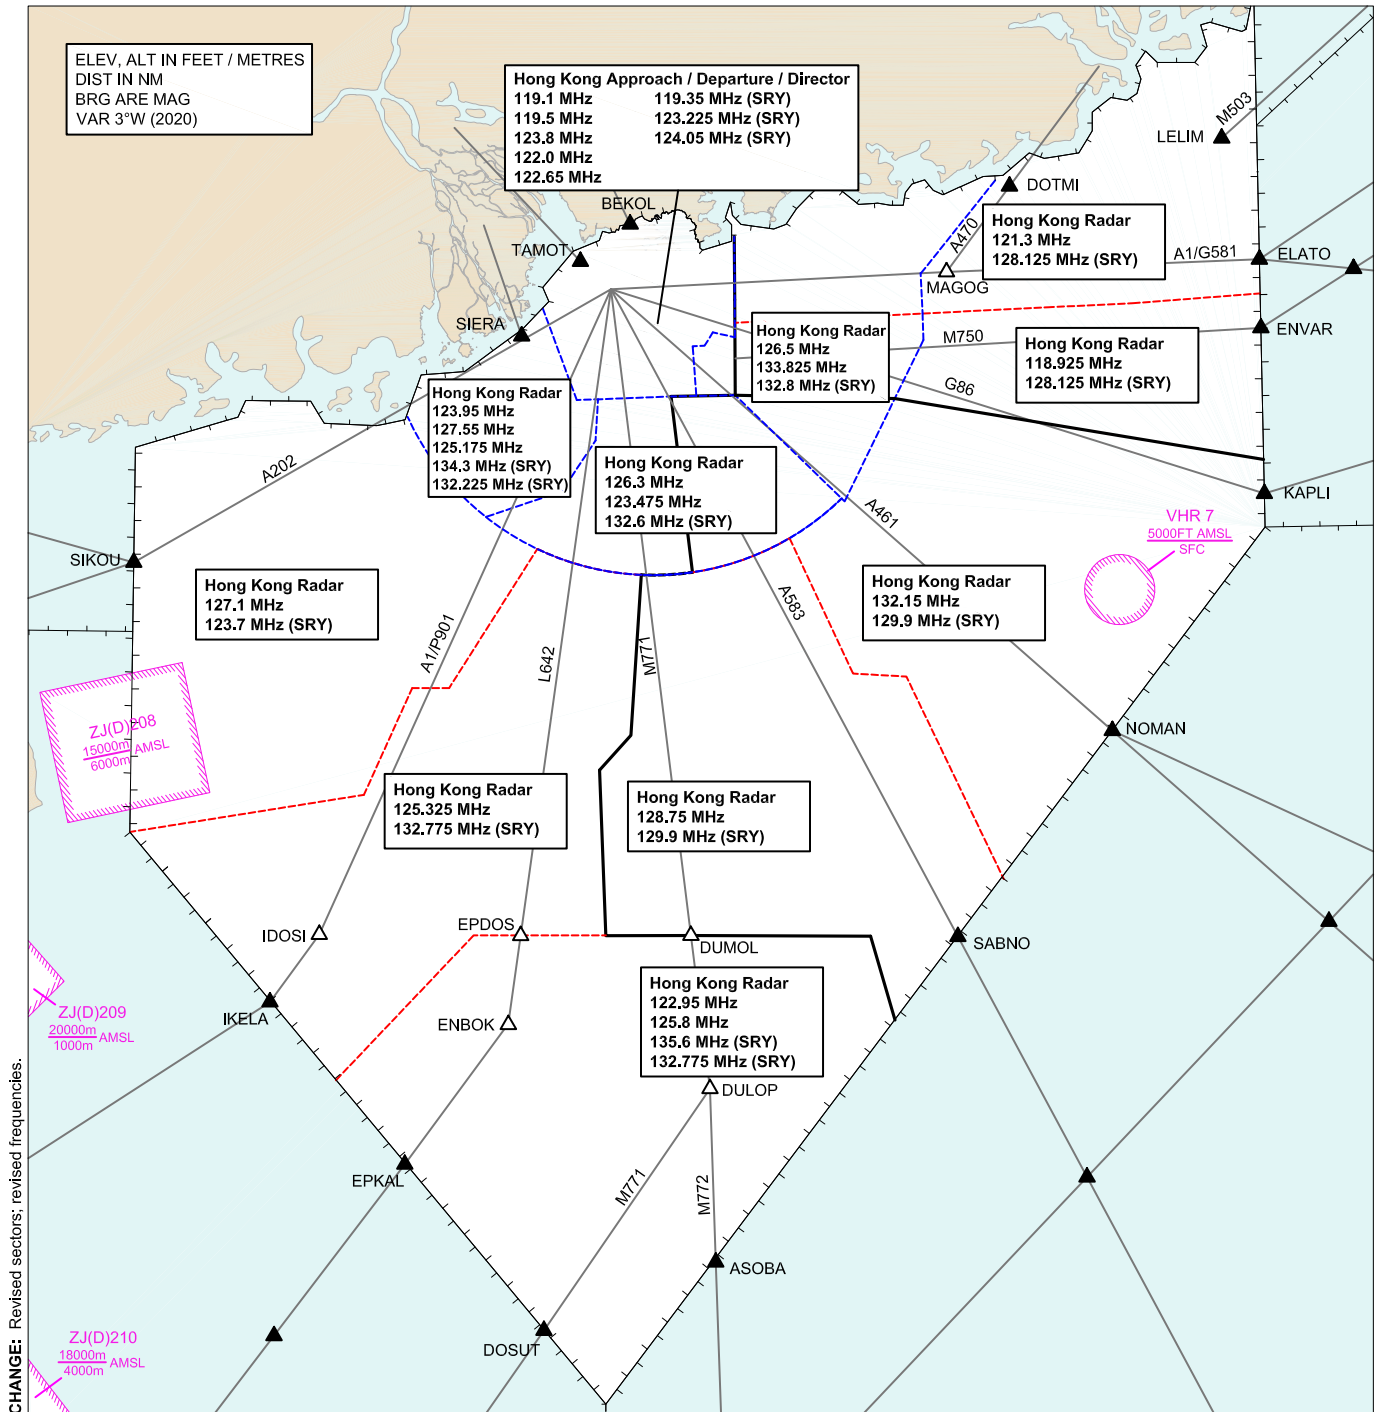 ELEV, ALT IN FEET / METRES
DIST IN NM
BRG ARE MAG
VAR 3°W (2020)
Hong Kong Approach / Departure / Director
119.1 MHz 119.35 MHz (SRY)
119.5 MHz 123.225 MHz (SRY)
123.8 MHz 124.05 MHz (SRY)
122.0 MHz
122.65 MHz
M503
LELIM
DOTMI
BEKOL
TAMOT
Hong Kong Radar
121.3 MHz
128.125 MHz (SRY)
A470
A1/G581
ELATO
MAGOG
SIERA
Hong Kong Radar
126.5 MHz
133.825 MHz
132.8 MHz (SRY)
M750
ENVAR
Hong Kong Radar
118.925 MHz
128.125 MHz (SRY)
G86
Hong Kong Radar
123.95 MHz
127.55 MHz
125.175 MHz
134.3 MHz (SRY)
132.225 MHz (SRY)
A202
Hong Kong Radar
126.3 MHz
123.475 MHz
132.6 MHz (SRY)
A461
KAPLI
VHR 7
5000FT AMSL
SFC
SIKOU
Hong Kong Radar
127.1 MHz
123.7 MHz (SRY)
Hong Kong Radar
132.15 MHz
129.9 MHz (SRY)
A583
A1/P901
L642
M771
ZJ(D)208
15000m
6000m
AMSL
NOMAN
Hong Kong Radar
125.325 MHz
132.775 MHz (SRY)
Hong Kong Radar
128.75 MHz
129.9 MHz (SRY)
IDOSI
EPDOS
DUMOL
SABNO
Hong Kong Radar
122.95 MHz
125.8 MHz
135.6 MHz (SRY)
132.775 MHz (SRY)
IKELA
ENBOK
ZJ(D)209
20000m
1000m
AMSL
DULOP
EPKAL
M771
M772
ASOBA
DOSUT
ZJ(D)210
18000m
4000m
AMSL
CHANGE: Revised sectors; revised frequencies.